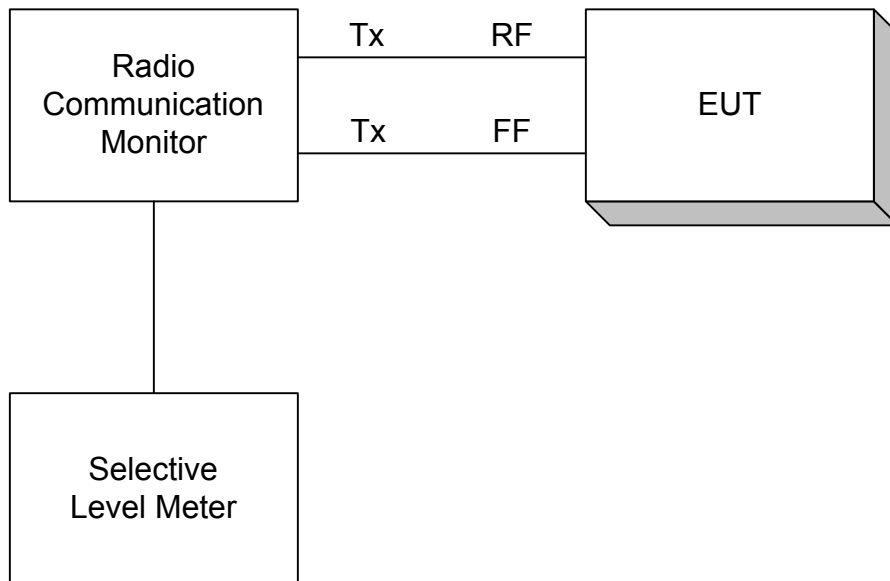 Radio
Communication
Monitor
Tx RF
Tx FF
EUT
Selective
Level Meter